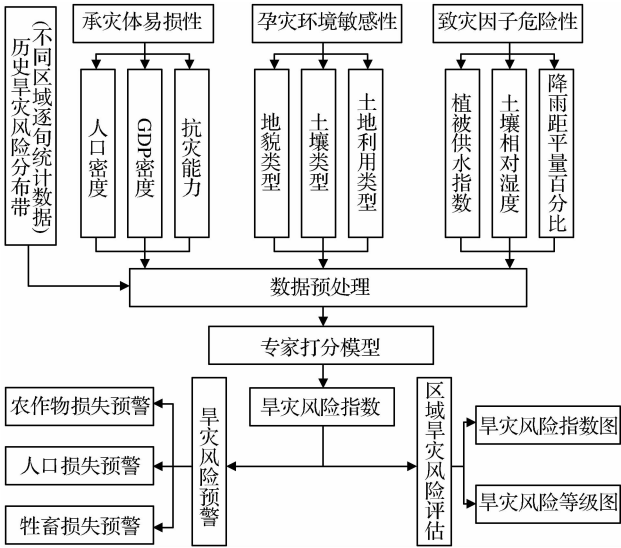 承灾体易损性
孕灾环境敏感性
致灾因子危险性
历史旱灾风险分布带
(不同区域逐旬统计数据)
人口密度
GDP密度
抗灾能力
地貌类型
土壤类型
土地利用类型
植被供水指数
土壤相对湿度
降雨距平量百分比
数据预处理
专家打分模型
旱灾风险指数
旱灾风险预警
农作物损失预警
人口损失预警
牲畜损失预警
区域旱灾风险评估
旱灾风险指数图
旱灾风险等级图